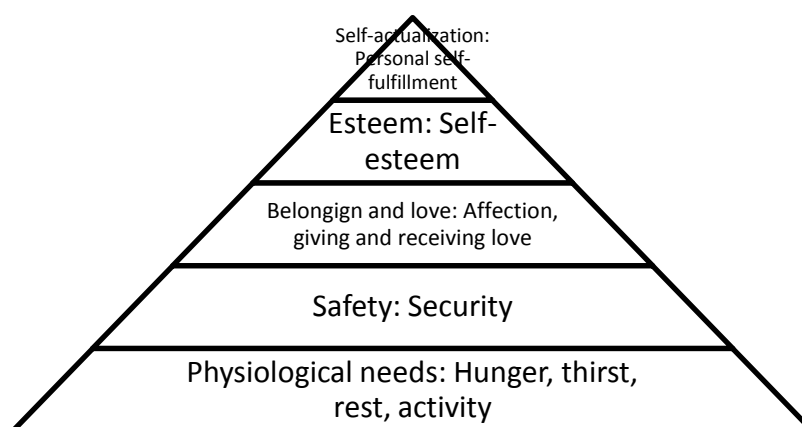 Self-actualization:
Personal self-
fulfillment
Esteem: Self-
esteem
Belongign and love: Affection,
giving and receiving love
Safety: Security
Physiological needs: Hunger, thirst,
rest, activity